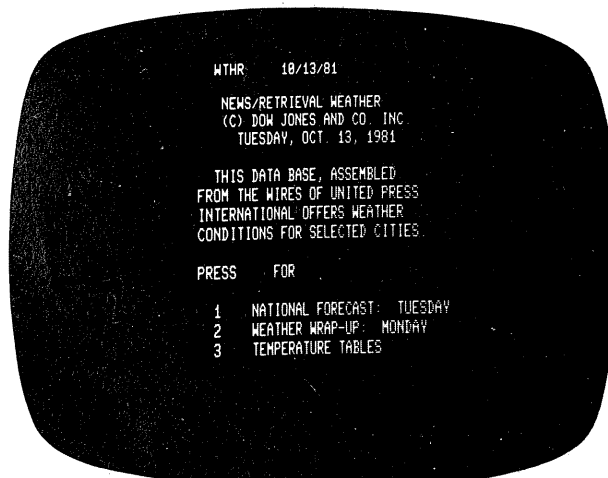 WTHR 10/13/81
NEWS/RETRIEVAL WEATHER
(C) DOW JONES AND CO. INC.
TUESDAY, OCT. 13, 1981
THIS DATA BASE, ASSEMBLED
FROM THE WIRES OF UNITED PRESS
INTERNATIONAL OFFERS WEATHER
CONDITIONS FOR SELECTED CITIES.
PRESS FOR
1 NATIONAL FORECAST: TUESDAY
2 WEATHER WRAP-UP: MONDAY
3 TEMPERATURE TABLES